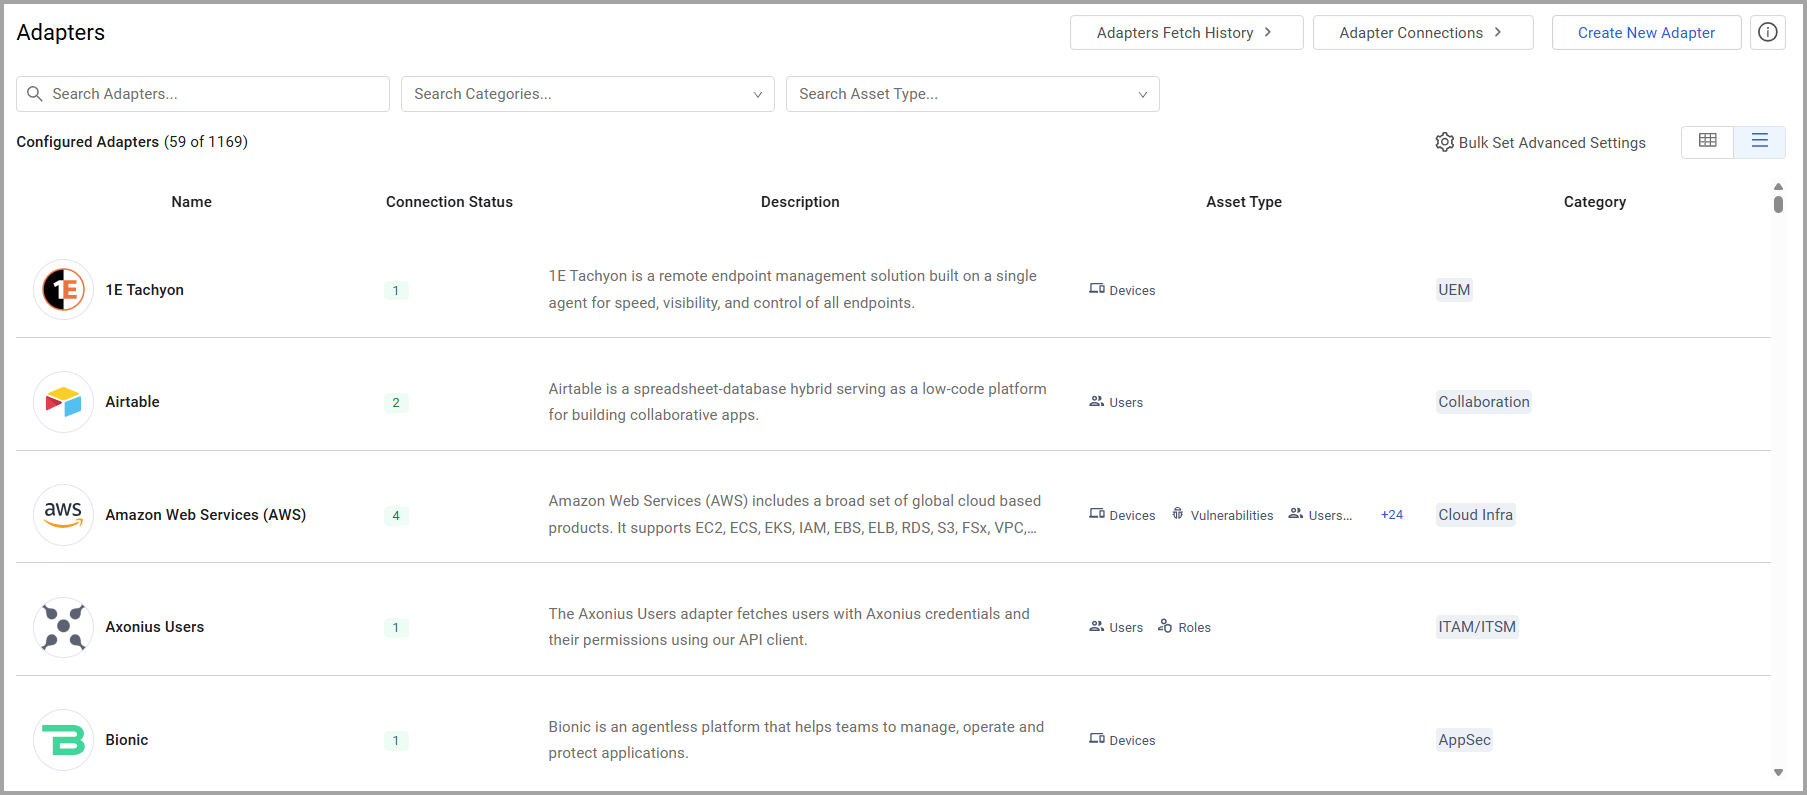 Adapters
Adapters Fetch History
Adapter Connections
Create New Adapter
Search Adapters...
Search Categories...
Search Asset Type...
Configured Adapters (59 of 1169)
Bulk Set Advanced Settings
Name
Connection Status
Description
Asset Type
Category
1E
1E Tachyon
1
1E Tachyon is a remote endpoint management solution built on a single
agent for speed, visibility, and control of all endpoints.
Devices
UEM
Airtable
2
Airtable is a spreadsheet-database hybrid serving as a low-code platform
for building collaborative apps.
Users
Collaboration
aws
Amazon Web Services (AWS)
4
Amazon Web Services (AWS) includes a broad set of global cloud based
products. It supports EC2, ECS, EKS, IAM, EBS, ELB, RDS, S3, FSx, VPC,...
Devices
Vulnerabilities
Users...
+24
Cloud Infra
Axonius Users
1
The Axonius Users adapter fetches users with Axonius credentials and
their permissions using our API client.
Users
Roles
ITAM/ITSM
B
Bionic
1
Bionic is an agentless platform that helps teams to manage, operate and
protect applications.
Devices
AppSec